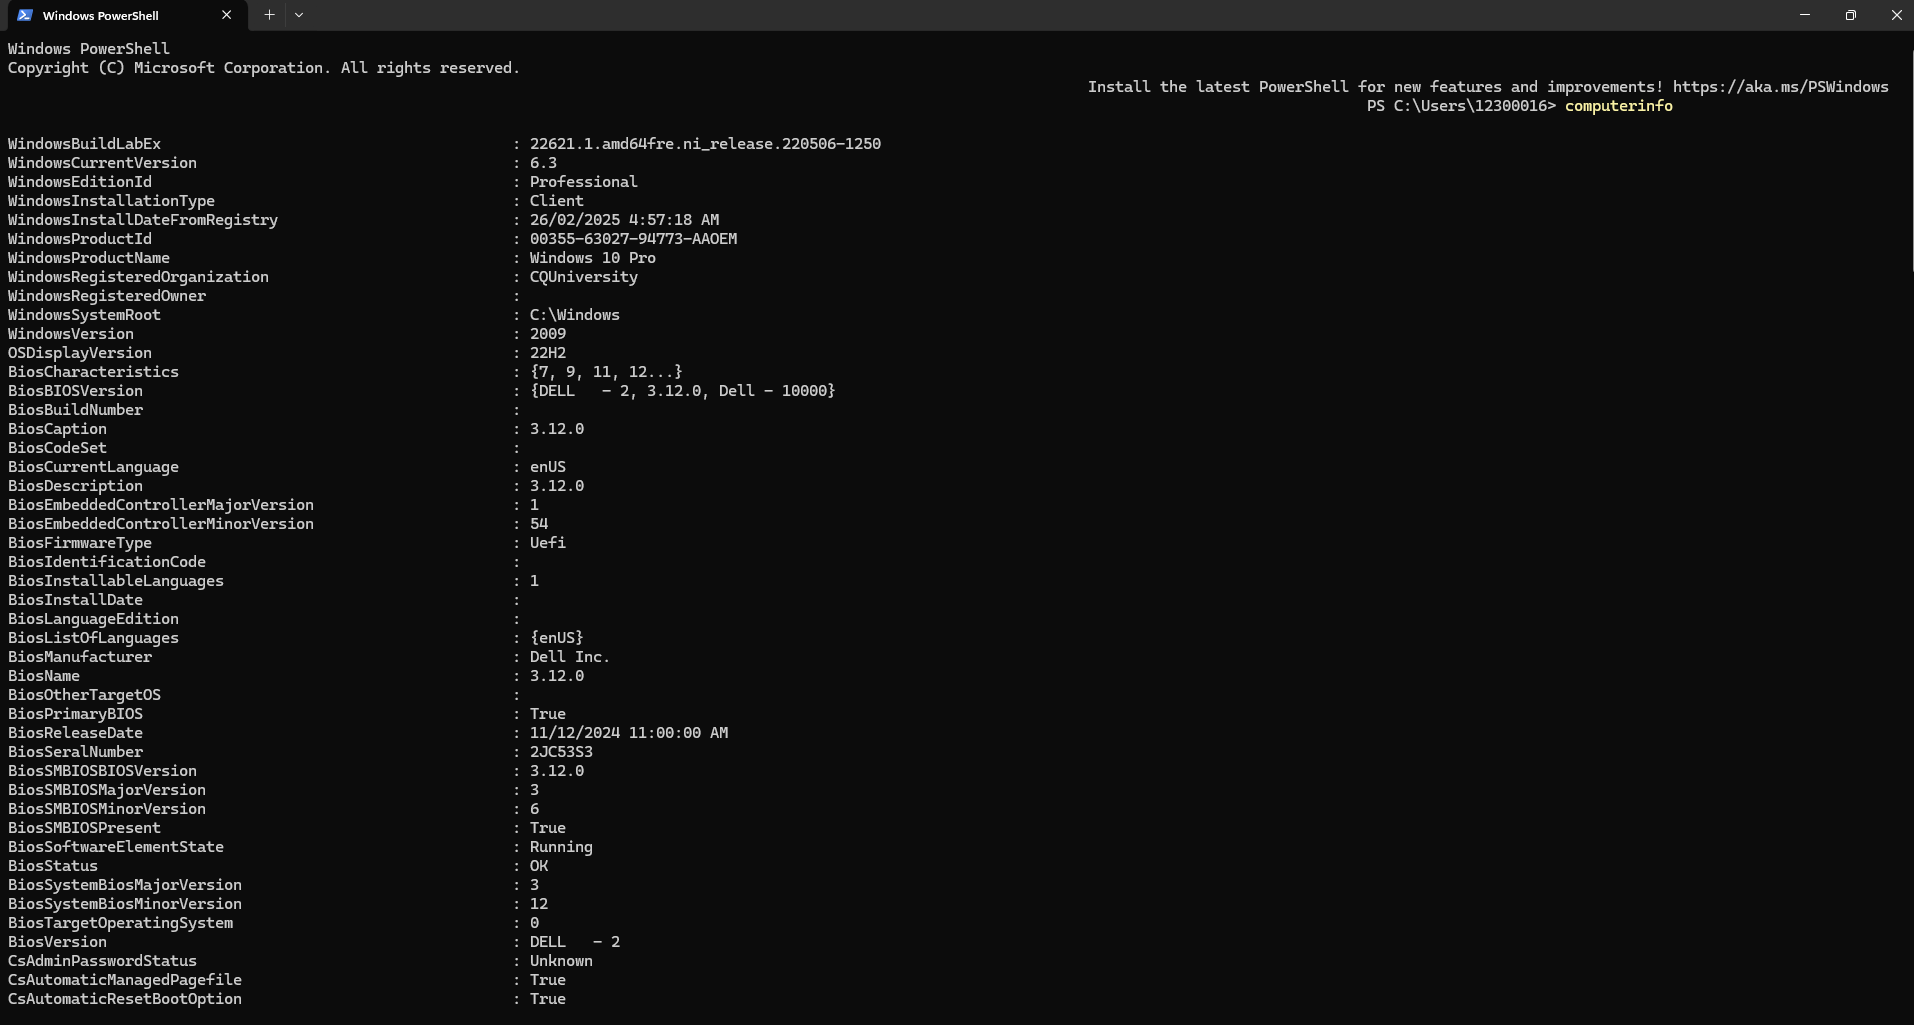 Windows PowerShell
Windows PowerShell
Copyright (C) Microsoft Corporation. All rights reserved.
Install the latest PowerShell for new features and improvements! https://aka.ms/PSWindows
PS C:\Users\12300016> computerinfo
WindowsBuildLabEx : 22621.1.amd64fre.ni_release.220506-1250
WindowsCurrentVersion : 6.3
WindowsEditionId : Professional
WindowsInstallationType : Client
WindowsInstallDateFromRegistry : 26/02/2025 4:57:18 AM
WindowsProductId : 00355-63027-94773-AAOEM
WindowsProductName : Windows 10 Pro
WindowsRegisteredOrganization : CQUniversity
WindowsRegisteredOwner :
WindowsSystemRoot : C:\Windows
WindowsVersion : 2009
OSDisplayVersion : 22H2
BiosCharacteristics : {7, 9, 11, 12...}
BiosBIOSVersion : {DELL   - 2, 3.12.0, Dell - 10000}
BiosBuildNumber :
BiosCaption : 3.12.0
BiosCodeSet :
BiosCurrentLanguage : enUS
BiosDescription : 3.12.0
BiosEmbeddedControllerMajorVersion : 1
BiosEmbeddedControllerMinorVersion : 54
BiosFirmwareType : Uefi
BiosIdentificationCode :
BiosInstallableLanguages : 1
BiosInstallDate :
BiosLanguageEdition :
BiosListOfLanguages : {enUS}
BiosManufacturer : Dell Inc.
BiosName : 3.12.0
BiosOtherTargetOS :
BiosPrimaryBIOS : True
BiosReleaseDate : 11/12/2024 11:00:00 AM
BiosSeralNumber : 2JC53S3
BiosSMBIOSBIOSVersion : 3.12.0
BiosSMBIOSMajorVersion : 3
BiosSMBIOSMinorVersion : 6
BiosSMBIOSPresent : True
BiosSoftwareElementState : Running
BiosStatus : OK
BiosSystemBiosMajorVersion : 3
BiosSystemBiosMinorVersion : 12
BiosTargetOperatingSystem : 0
BiosVersion : DELL   - 2
CsAdminPasswordStatus : Unknown
CsAutomaticManagedPagefile : True
CsAutomaticResetBootOption : True